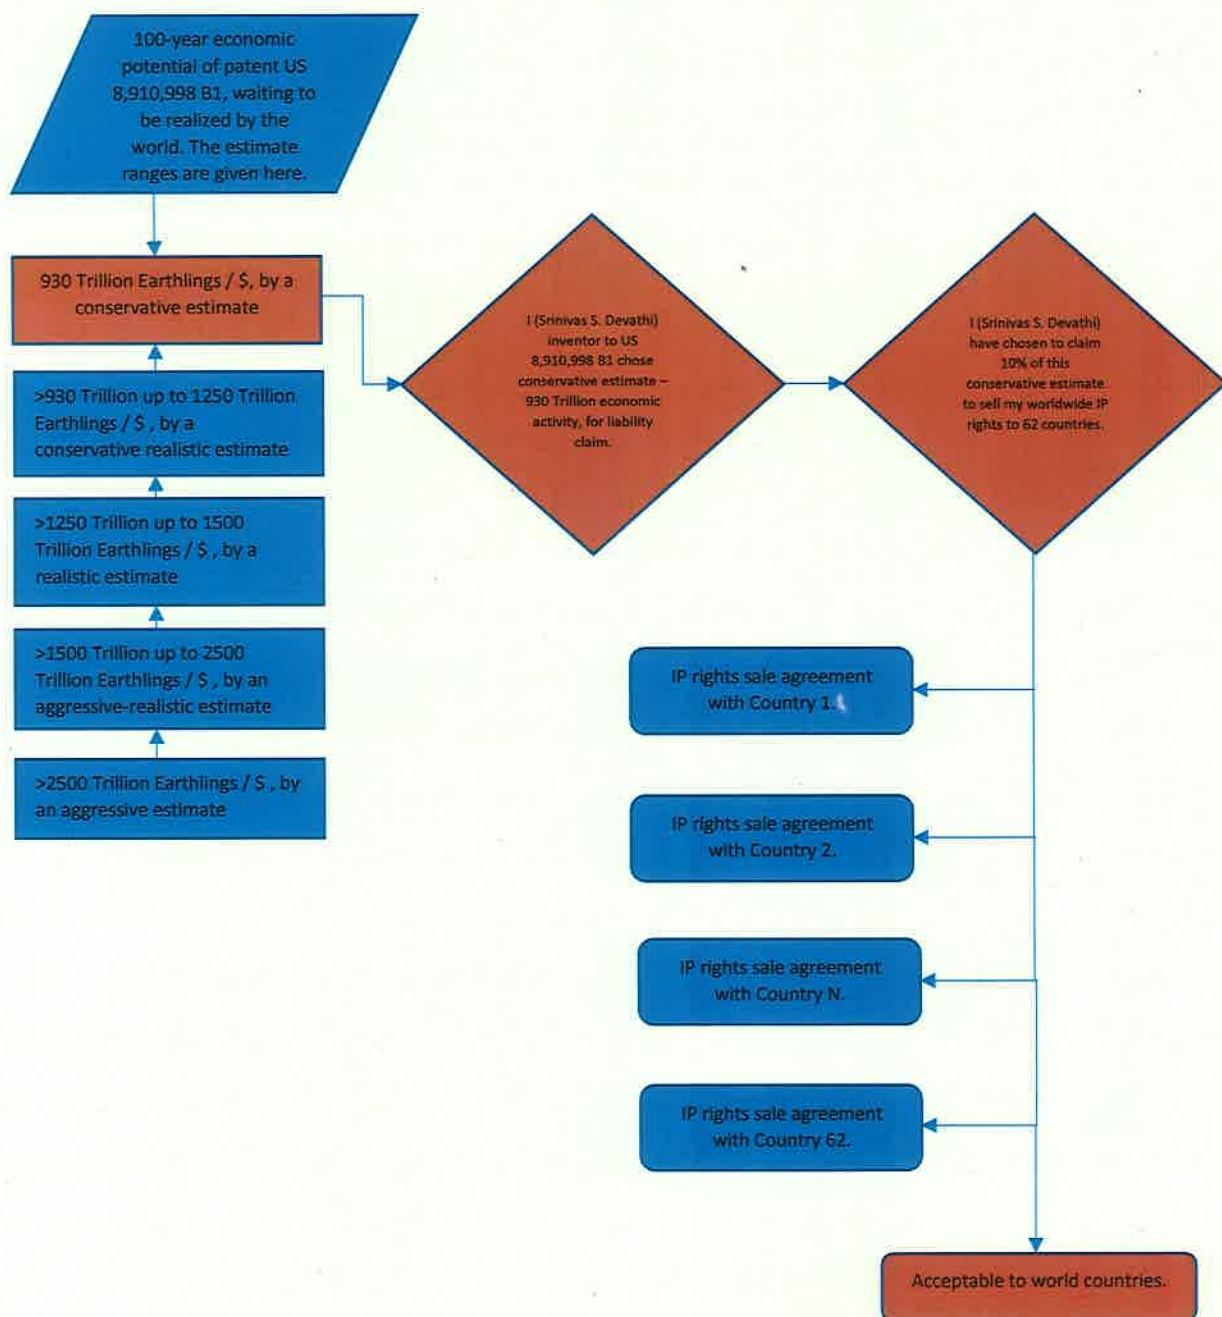 100-year economic
potential of patent US
8,910,998 B1, waiting to
be realized by the
world. The estimate
ranges are given here.
930 Trillion Earthlings / $, by a
conservative estimate
>930 Trillion up to 1250 Trillion
Earthlings / $ , by a
conservative realistic estimate
>1250 Trillion up to 1500
Trillion Earthlings / $ , by a
realistic estimate
>1500 Trillion up to 2500
Trillion Earthlings / $ , by an
aggressive-realistic estimate
>2500 Trillion Earthlings / $ , by
an aggressive estimate
I (Srinivas S. Devathi)
inventor to US
8,910,998 B1 chose
conservative estimate –
930 Trillion economic
activity, for liability
claim.
I (Srinivas S. Devathi)
have chosen to claim
10% of this
conservative estimate
to sell my worldwide IP
rights to 62 countries.
IP rights sale agreement
with Country 1.
IP rights sale agreement
with Country 2.
IP rights sale agreement
with Country N.
IP rights sale agreement
with Country 62.
Acceptable to world countries.